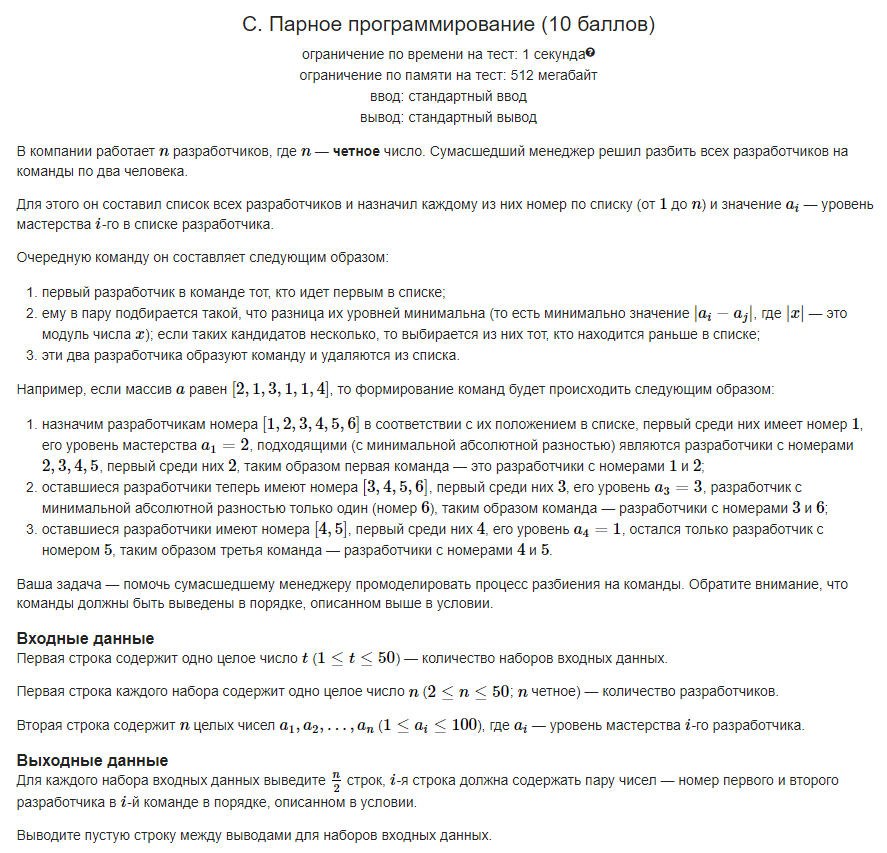 С. Парное программирование (10 баллов)
ограничение по времени на тест: 1 секунда?
ограничение по памяти на тест: 512 мегабайт
ввод: стандартный ввод
вывод: стандартный вывод
В компании работает n разработчиков, где n — четное число. Сумасшедший менеджер решил разбить всех разработчиков на
команды по два человека.
Для этого он составил список всех разработчиков и назначил каждому из них номер по списку (от 1 до n) и значение a_i — уровень
мастерства i-го в списке разработчика.
Очередную команду он составляет следующим образом:
1. первый разработчик в команде тот, кто идет первым в списке;
2. ему в пару подбирается такой, что разница их уровней минимальна (то есть минимально значение |a_i − a_j|, где |x| — это
модуль числа x); если таких кандидатов несколько, то выбирается из них тот, кто находится раньше в списке;
3. эти два разработчика образуют команду и удаляются из списка.
Например, если массив a равен [2, 1, 3, 1, 1, 4], то формирование команд будет происходить следующим образом:
1. назначим разработчикам номера [1, 2, 3, 4, 5, 6] в соответствии с их положением в списке, первый среди них имеет номер 1,
его уровень мастерства a_1 = 2, подходящими (с минимальной абсолютной разностью) являются разработчики с номерами
2, 3, 4, 5, первый среди них 2, таким образом первая команда — это разработчики с номерами 1 и 2;
2. оставшиеся разработчики теперь имеют номера [3, 4, 5, 6], первый среди них 3, его уровень a_3 = 3, разработчик с
минимальной абсолютной разностью только один (номер 6), таким образом команда — разработчики с номерами 3 и 6;
3. оставшиеся разработчики имеют номера [4, 5], первый среди них 4, его уровень a_4 = 1, остался только разработчик с
номером 5, таким образом третья команда — разработчики с номерами 4 и 5.
Ваша задача — помочь сумасшедшему менеджеру промоделировать процесс разбиения на команды. Обратите внимание, что
команды должны быть выведены в порядке, описанном выше в условии.
Входные данные
Первая строка содержит одно целое число t (1 ≤ t ≤ 50) — количество наборов входных данных.
Первая строка каждого набора содержит одно целое число n (2 ≤ n ≤ 50; n четное) — количество разработчиков.
Вторая строка содержит n целых чисел a_1, a_2, …, a_n (1 ≤ a_i ≤ 100), где a_i — уровень мастерства i-го разработчика.
Выходные данные
Для каждого набора входных данных выведите n/2 строк, i-я строка должна содержать пару чисел — номер первого и второго
разработчика в i-й команде в порядке, описанном в условии.
Выводите пустую строку между выводами для наборов входных данных.